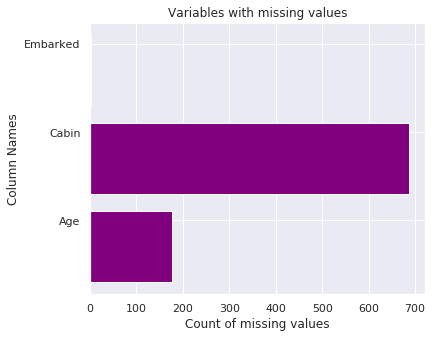 Variables with missing values
Embarked
Cabin
Age
Column Names
0 100 200 300 400 500 600 700
Count of missing values